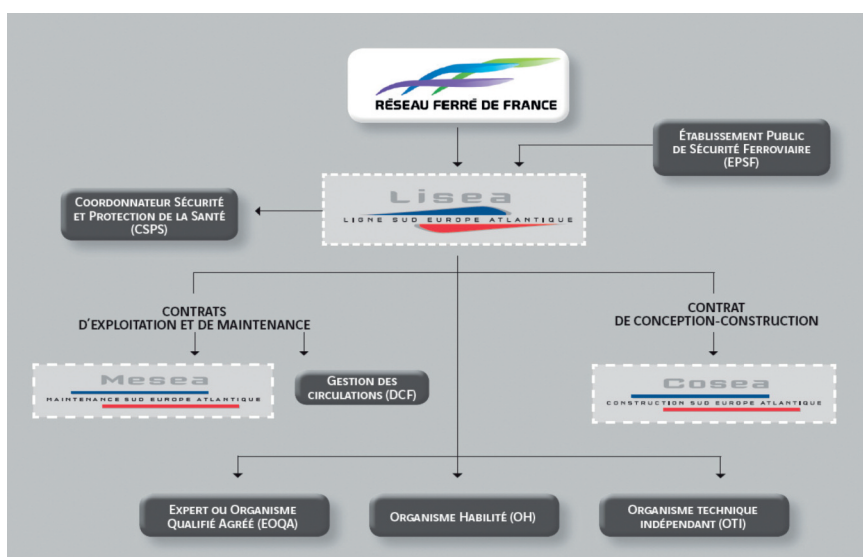 RÉSEAU FERRÉ DE FRANCE
ÉTABLISSEMENT PUBLIC
DE SÉCURITÉ FERROVIAIRE
(EPSF)
Lisea
LIGNE SUD EUROPE ATLANTIQUE
COORDONNATEUR SÉCURITÉ
ET PROTECTION DE LA SANTÉ
(CSPS)
CONTRATS
D'EXPLOITATION ET DE MAINTENANCE
CONTRAT
DE CONCEPTION-CONSTRUCTION
Mesea
MAINTENANCE SUD EUROPE ATLANTIQUE
GESTION DES
CIRCULATIONS (DCF)
Cosea
CONSTRUCTION SUD EUROPE ATLANTIQUE
EXPERT OU ORGANISME
QUALIFIÉ AGRÉÉ (EOQA)
ORGANISME HABILITÉ (OH)
ORGANISME TECHNIQUE
INDÉPENDANT (OTI)